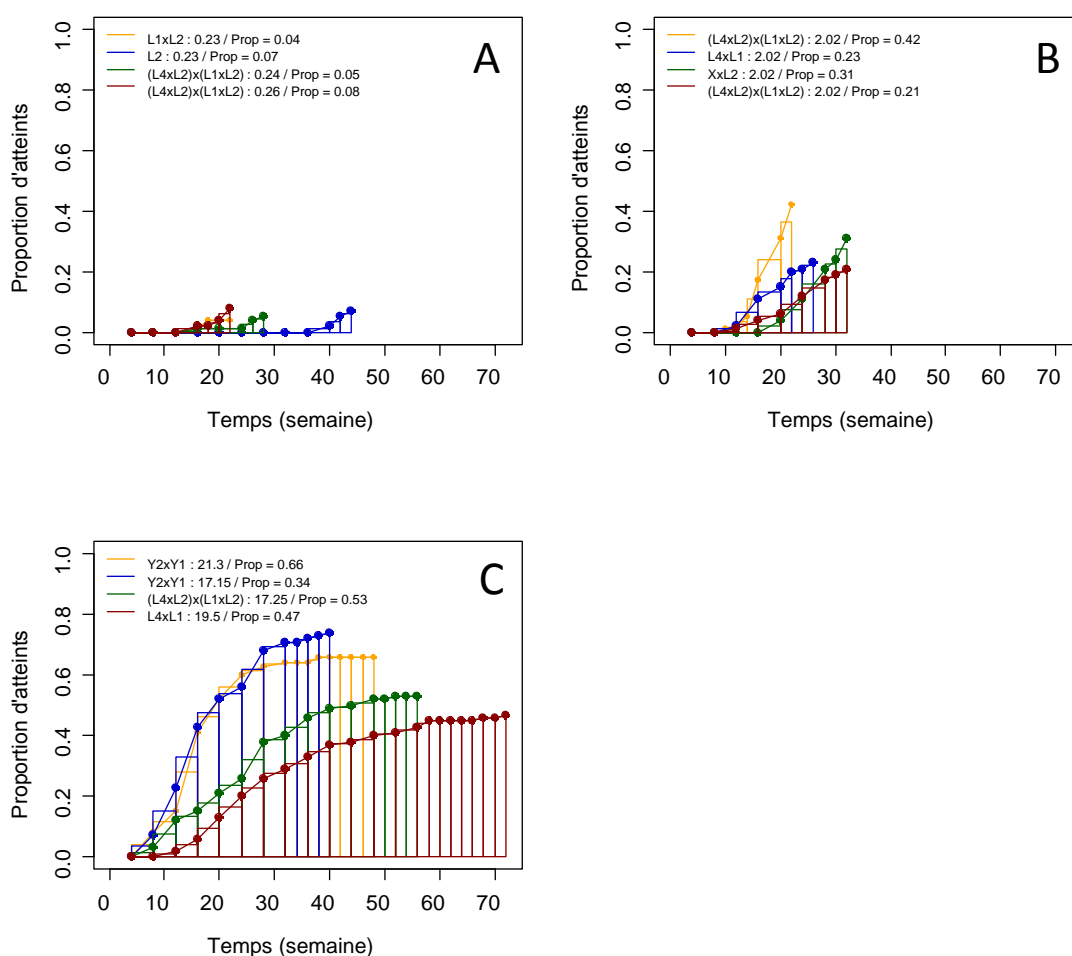 L1xL2 : 0.23 / Prop = 0.04
L2 : 0.23 / Prop = 0.07
(L4xL2)x(L1xL2) : 0.24 / Prop = 0.05
(L4xL2)x(L1xL2) : 0.26 / Prop = 0.08
A
Proportion d'atteints
0.0 0.2 0.4 0.6 0.8 1.0
0 10 20 30 40 50 60 70
Temps (semaine)
(L4xL2)x(L1xL2) : 2.02 / Prop = 0.42
L4xL1 : 2.02 / Prop = 0.23
XxL2 : 2.02 / Prop = 0.31
(L4xL2)x(L1xL2) : 2.02 / Prop = 0.21
B
Proportion d'atteints
0.0 0.2 0.4 0.6 0.8 1.0
0 10 20 30 40 50 60 70
Temps (semaine)
Y2xY1 : 21.3 / Prop = 0.66
Y2xY1 : 17.15 / Prop = 0.34
(L4xL2)x(L1xL2) : 17.25 / Prop = 0.53
L4xL1 : 19.5 / Prop = 0.47
C
Proportion d'atteints
0.0 0.2 0.4 0.6 0.8 1.0
0 10 20 30 40 50 60 70
Temps (semaine)